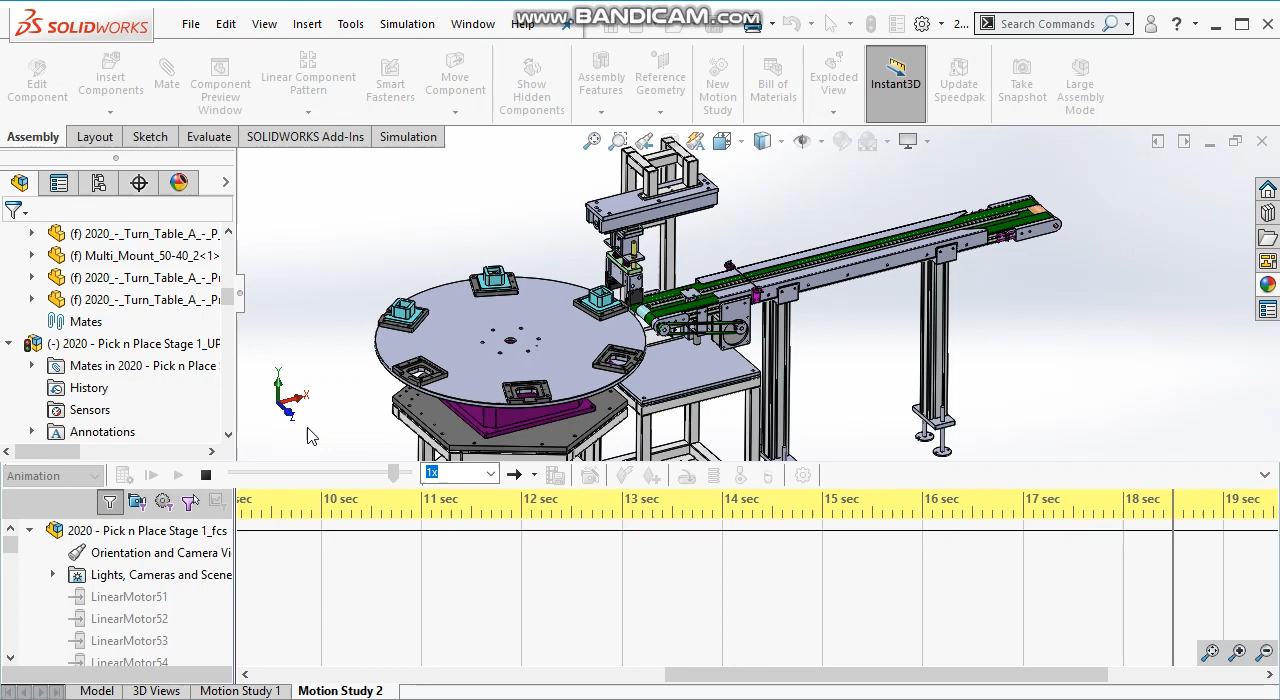 SOLIDWORKS
File Edit View Insert Tools Simulation Window Help
www.BANDICAM.com
2...
Search Commands
Edit Component
Insert Components
Mate
Component Preview Window
Linear Component Pattern
Smart Fasteners
Move Component
Show Hidden Components
Assembly Features
Reference Geometry
New Motion Study
Bill of Materials
Exploded View
Instant3D
Update Speedpak
Take Snapshot
Large Assembly Mode
Assembly Layout Sketch Evaluate SOLIDWORKS Add-Ins Simulation
(f) 2020_-_Turn_Table_A_-_P
(f) Multi_Mount_50-40_2<1>
(f) 2020_-_Turn_Table_A_-_P
(f) 2020_-_Turn_Table_A_-_P
Mates
(-) 2020 - Pick n Place Stage 1_UP
Mates in 2020 - Pick n Place
History
Sensors
Annotations
Y
X
Z
Animation
1x
sec 10 sec 11 sec 12 sec 13 sec 14 sec 15 sec 16 sec 17 sec 18 sec 19 sec
2020 - Pick n Place Stage 1_fcs
Orientation and Camera Vi
Lights, Cameras and Scene
LinearMotor51
LinearMotor52
LinearMotor53
LinearMotor54
Model 3D Views Motion Study 1 Motion Study 2